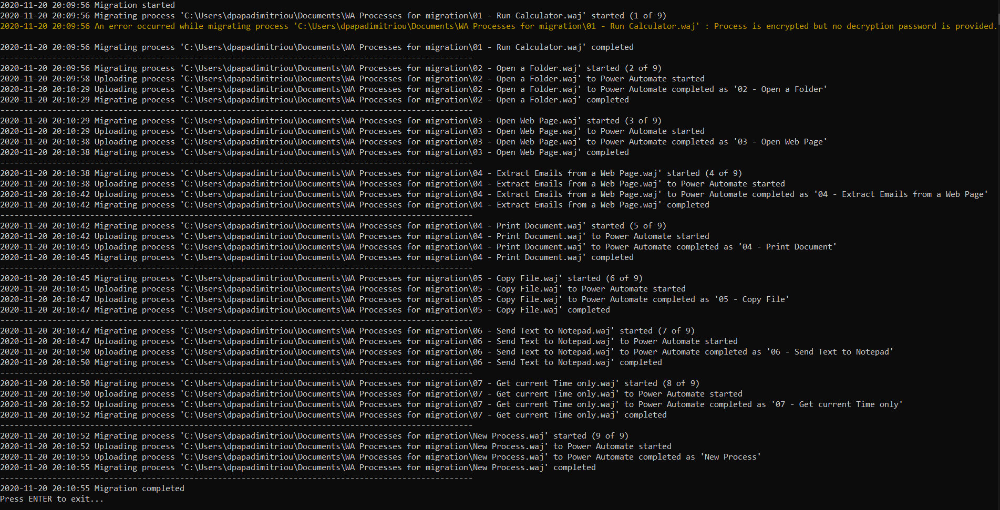 2020-11-20 20:09:56 Migration started
2020-11-20 20:09:56 Migrating process 'C:\Users\dpapadimitriou\Documents\WA Processes for migration\01 - Run Calculator.waj' started (1 of 9)
2020-11-20 20:09:56 An error occurred while migrating process 'C:\Users\dpapadimitriou\Documents\WA Processes for migration\01 - Run Calculator.waj' : Process is encrypted but no decryption password is provided.
2020-11-20 20:09:56 Migrating process 'C:\Users\dpapadimitriou\Documents\WA Processes for migration\01 - Run Calculator.waj' completed
----------------------------------------------------------------------------------------------------
2020-11-20 20:09:56 Migrating process 'C:\Users\dpapadimitriou\Documents\WA Processes for migration\02 - Open a Folder.waj' started (2 of 9)
2020-11-20 20:09:58 Uploading process 'C:\Users\dpapadimitriou\Documents\WA Processes for migration\02 - Open a Folder.waj' to Power Automate started
2020-11-20 20:10:29 Uploading process 'C:\Users\dpapadimitriou\Documents\WA Processes for migration\02 - Open a Folder.waj' to Power Automate completed as '02 - Open a Folder'
2020-11-20 20:10:29 Migrating process 'C:\Users\dpapadimitriou\Documents\WA Processes for migration\02 - Open a Folder.waj' completed
----------------------------------------------------------------------------------------------------
2020-11-20 20:10:29 Migrating process 'C:\Users\dpapadimitriou\Documents\WA Processes for migration\03 - Open Web Page.waj' started (3 of 9)
2020-11-20 20:10:29 Uploading process 'C:\Users\dpapadimitriou\Documents\WA Processes for migration\03 - Open Web Page.waj' to Power Automate started
2020-11-20 20:10:38 Uploading process 'C:\Users\dpapadimitriou\Documents\WA Processes for migration\03 - Open Web Page.waj' to Power Automate completed as '03 - Open Web Page'
2020-11-20 20:10:38 Migrating process 'C:\Users\dpapadimitriou\Documents\WA Processes for migration\03 - Open Web Page.waj' completed
----------------------------------------------------------------------------------------------------
2020-11-20 20:10:38 Migrating process 'C:\Users\dpapadimitriou\Documents\WA Processes for migration\04 - Extract Emails from a Web Page.waj' started (4 of 9)
2020-11-20 20:10:38 Uploading process 'C:\Users\dpapadimitriou\Documents\WA Processes for migration\04 - Extract Emails from a Web Page.waj' to Power Automate started
2020-11-20 20:10:42 Uploading process 'C:\Users\dpapadimitriou\Documents\WA Processes for migration\04 - Extract Emails from a Web Page.waj' to Power Automate completed as '04 - Extract Emails from a Web Page'
2020-11-20 20:10:42 Migrating process 'C:\Users\dpapadimitriou\Documents\WA Processes for migration\04 - Extract Emails from a Web Page.waj' completed
----------------------------------------------------------------------------------------------------
2020-11-20 20:10:42 Migrating process 'C:\Users\dpapadimitriou\Documents\WA Processes for migration\04 - Print Document.waj' started (5 of 9)
2020-11-20 20:10:42 Uploading process 'C:\Users\dpapadimitriou\Documents\WA Processes for migration\04 - Print Document.waj' to Power Automate started
2020-11-20 20:10:45 Uploading process 'C:\Users\dpapadimitriou\Documents\WA Processes for migration\04 - Print Document.waj' to Power Automate completed as '04 - Print Document'
2020-11-20 20:10:45 Migrating process 'C:\Users\dpapadimitriou\Documents\WA Processes for migration\04 - Print Document.waj' completed
----------------------------------------------------------------------------------------------------
2020-11-20 20:10:45 Migrating process 'C:\Users\dpapadimitriou\Documents\WA Processes for migration\05 - Copy File.waj' started (6 of 9)
2020-11-20 20:10:45 Uploading process 'C:\Users\dpapadimitriou\Documents\WA Processes for migration\05 - Copy File.waj' to Power Automate started
2020-11-20 20:10:47 Uploading process 'C:\Users\dpapadimitriou\Documents\WA Processes for migration\05 - Copy File.waj' to Power Automate completed as '05 - Copy File'
2020-11-20 20:10:47 Migrating process 'C:\Users\dpapadimitriou\Documents\WA Processes for migration\05 - Copy File.waj' completed
----------------------------------------------------------------------------------------------------
2020-11-20 20:10:47 Migrating process 'C:\Users\dpapadimitriou\Documents\WA Processes for migration\06 - Send Text to Notepad.waj' started (7 of 9)
2020-11-20 20:10:47 Uploading process 'C:\Users\dpapadimitriou\Documents\WA Processes for migration\06 - Send Text to Notepad.waj' to Power Automate started
2020-11-20 20:10:50 Uploading process 'C:\Users\dpapadimitriou\Documents\WA Processes for migration\06 - Send Text to Notepad.waj' to Power Automate completed as '06 - Send Text to Notepad'
2020-11-20 20:10:50 Migrating process 'C:\Users\dpapadimitriou\Documents\WA Processes for migration\06 - Send Text to Notepad.waj' completed
----------------------------------------------------------------------------------------------------
2020-11-20 20:10:50 Migrating process 'C:\Users\dpapadimitriou\Documents\WA Processes for migration\07 - Get current Time only.waj' started (8 of 9)
2020-11-20 20:10:50 Uploading process 'C:\Users\dpapadimitriou\Documents\WA Processes for migration\07 - Get current Time only.waj' to Power Automate started
2020-11-20 20:10:52 Uploading process 'C:\Users\dpapadimitriou\Documents\WA Processes for migration\07 - Get current Time only.waj' to Power Automate completed as '07 - Get current Time only'
2020-11-20 20:10:52 Migrating process 'C:\Users\dpapadimitriou\Documents\WA Processes for migration\07 - Get current Time only.waj' completed
----------------------------------------------------------------------------------------------------
2020-11-20 20:10:52 Migrating process 'C:\Users\dpapadimitriou\Documents\WA Processes for migration\New Process.waj' started (9 of 9)
2020-11-20 20:10:52 Uploading process 'C:\Users\dpapadimitriou\Documents\WA Processes for migration\New Process.waj' to Power Automate started
2020-11-20 20:10:55 Uploading process 'C:\Users\dpapadimitriou\Documents\WA Processes for migration\New Process.waj' to Power Automate completed as 'New Process'
2020-11-20 20:10:55 Migrating process 'C:\Users\dpapadimitriou\Documents\WA Processes for migration\New Process.waj' completed
----------------------------------------------------------------------------------------------------
2020-11-20 20:10:55 Migration completed
Press ENTER to exit...